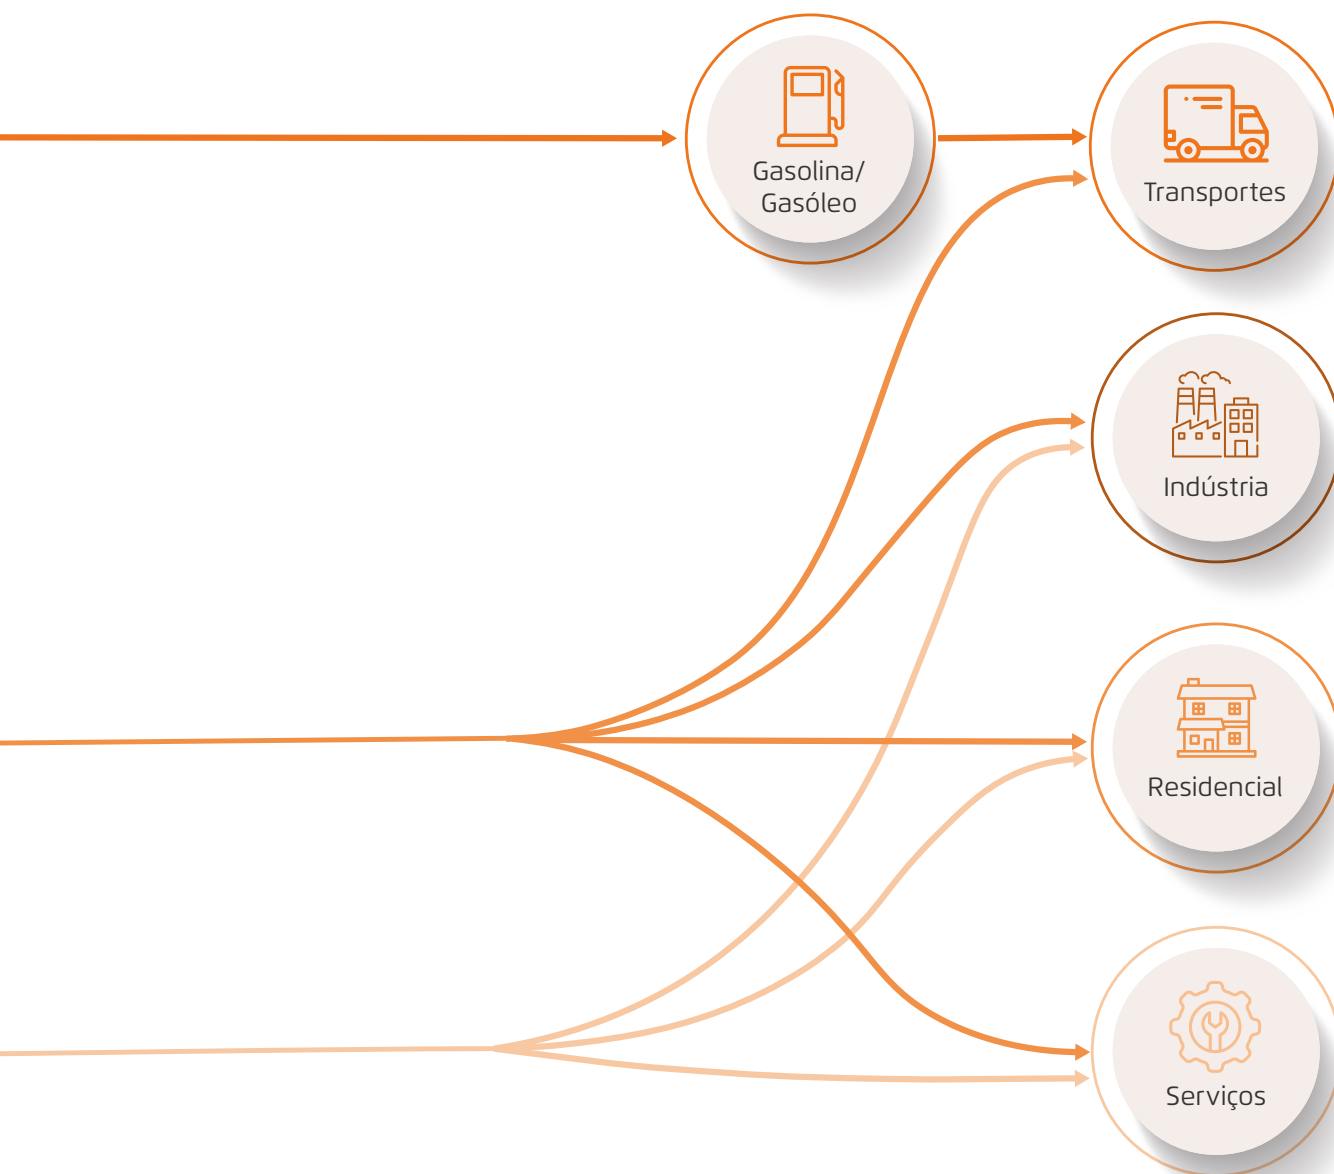 Gasolina/
Gasóleo
Transportes
Indústria
Residencial
Serviços